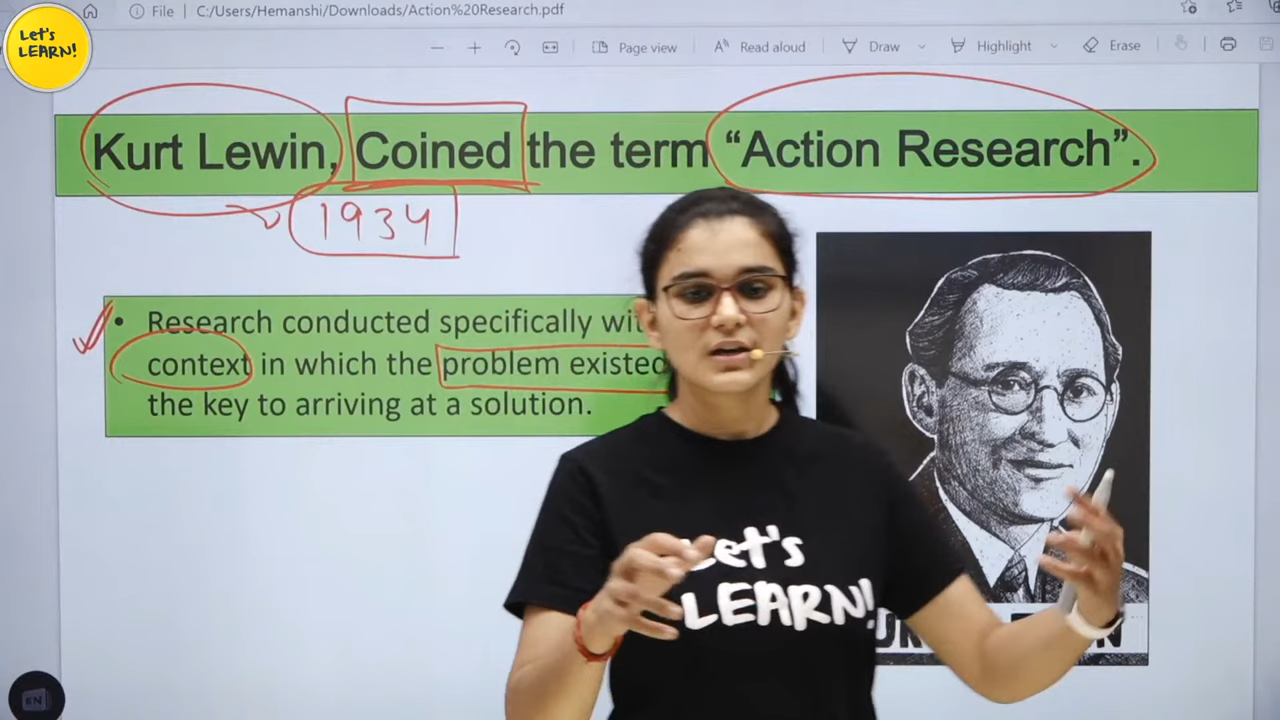 Let's
LEARN!
File
C:/Users/Hemanshi/Downloads/Action%20Research.pdf
Page view
Read aloud
Draw
Highlight
Erase
Kurt Lewin, Coined the term “Action Research”.
1934
• Research conducted specifically
context in which the problem existed
the key to arriving at a solution.
Let's
LEARN!
EN